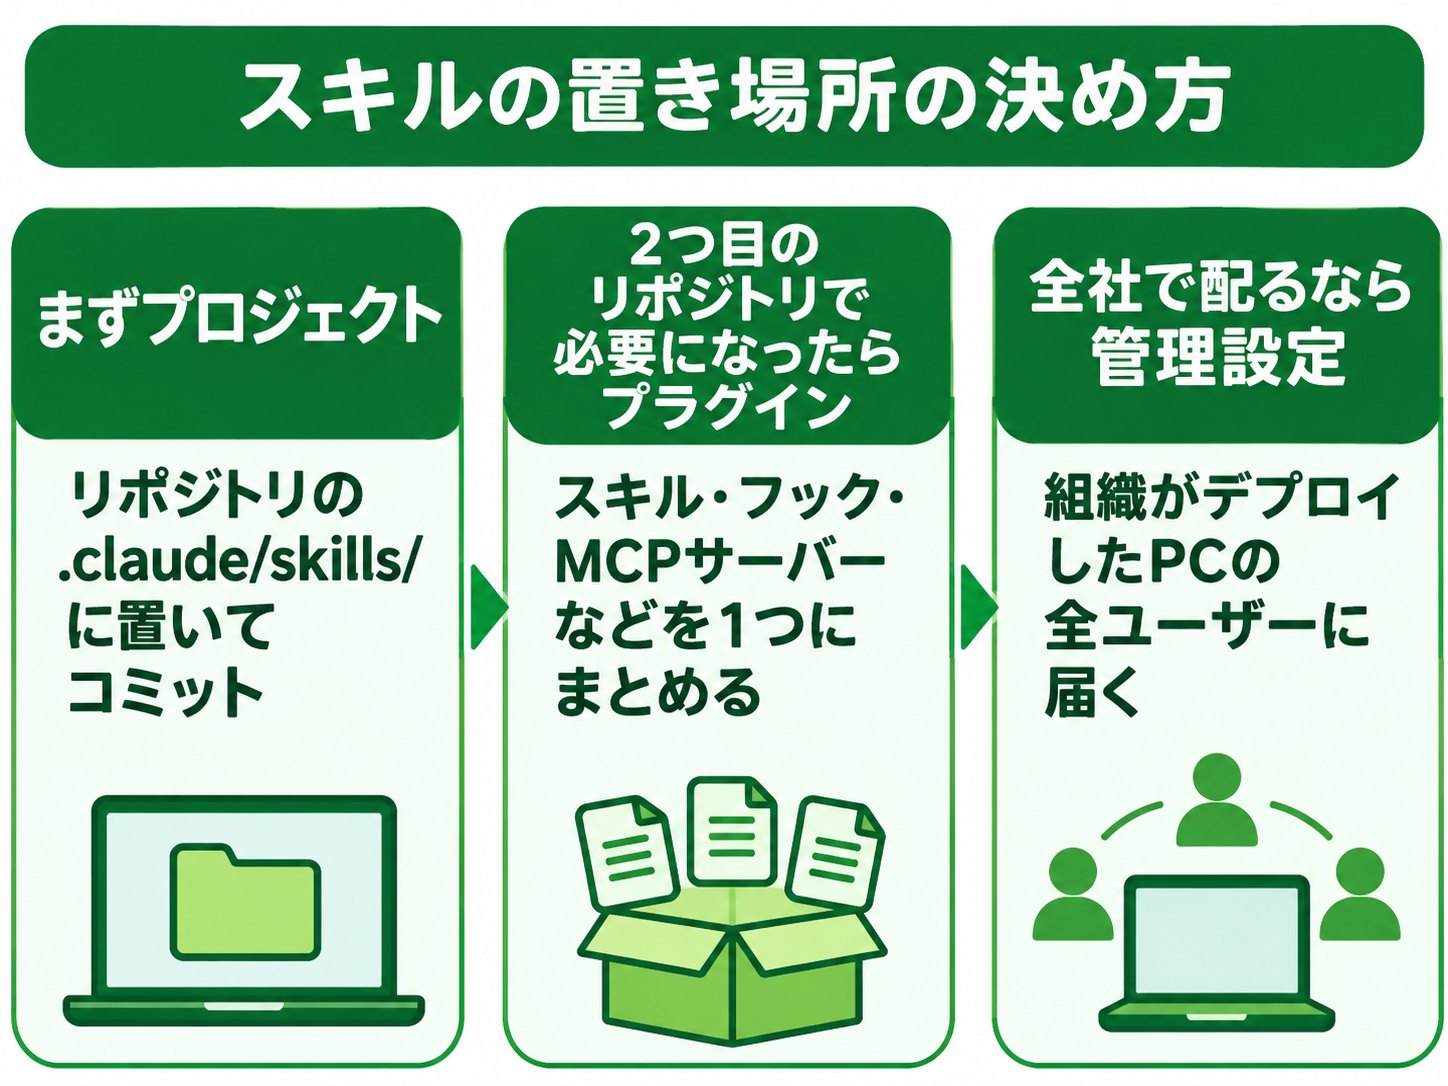 スキルの置き場所の決め方
まずプロジェクト
リポジトリの
.claude/skills/
に置いて
コミット
2つ目の
リポジトリで
必要になったら
プラグイン
スキル・フック・
MCPサーバー
などを1つに
まとめる
全社で配るなら
管理設定
組織がデプロイ
したPCの
全ユーザーに
届く